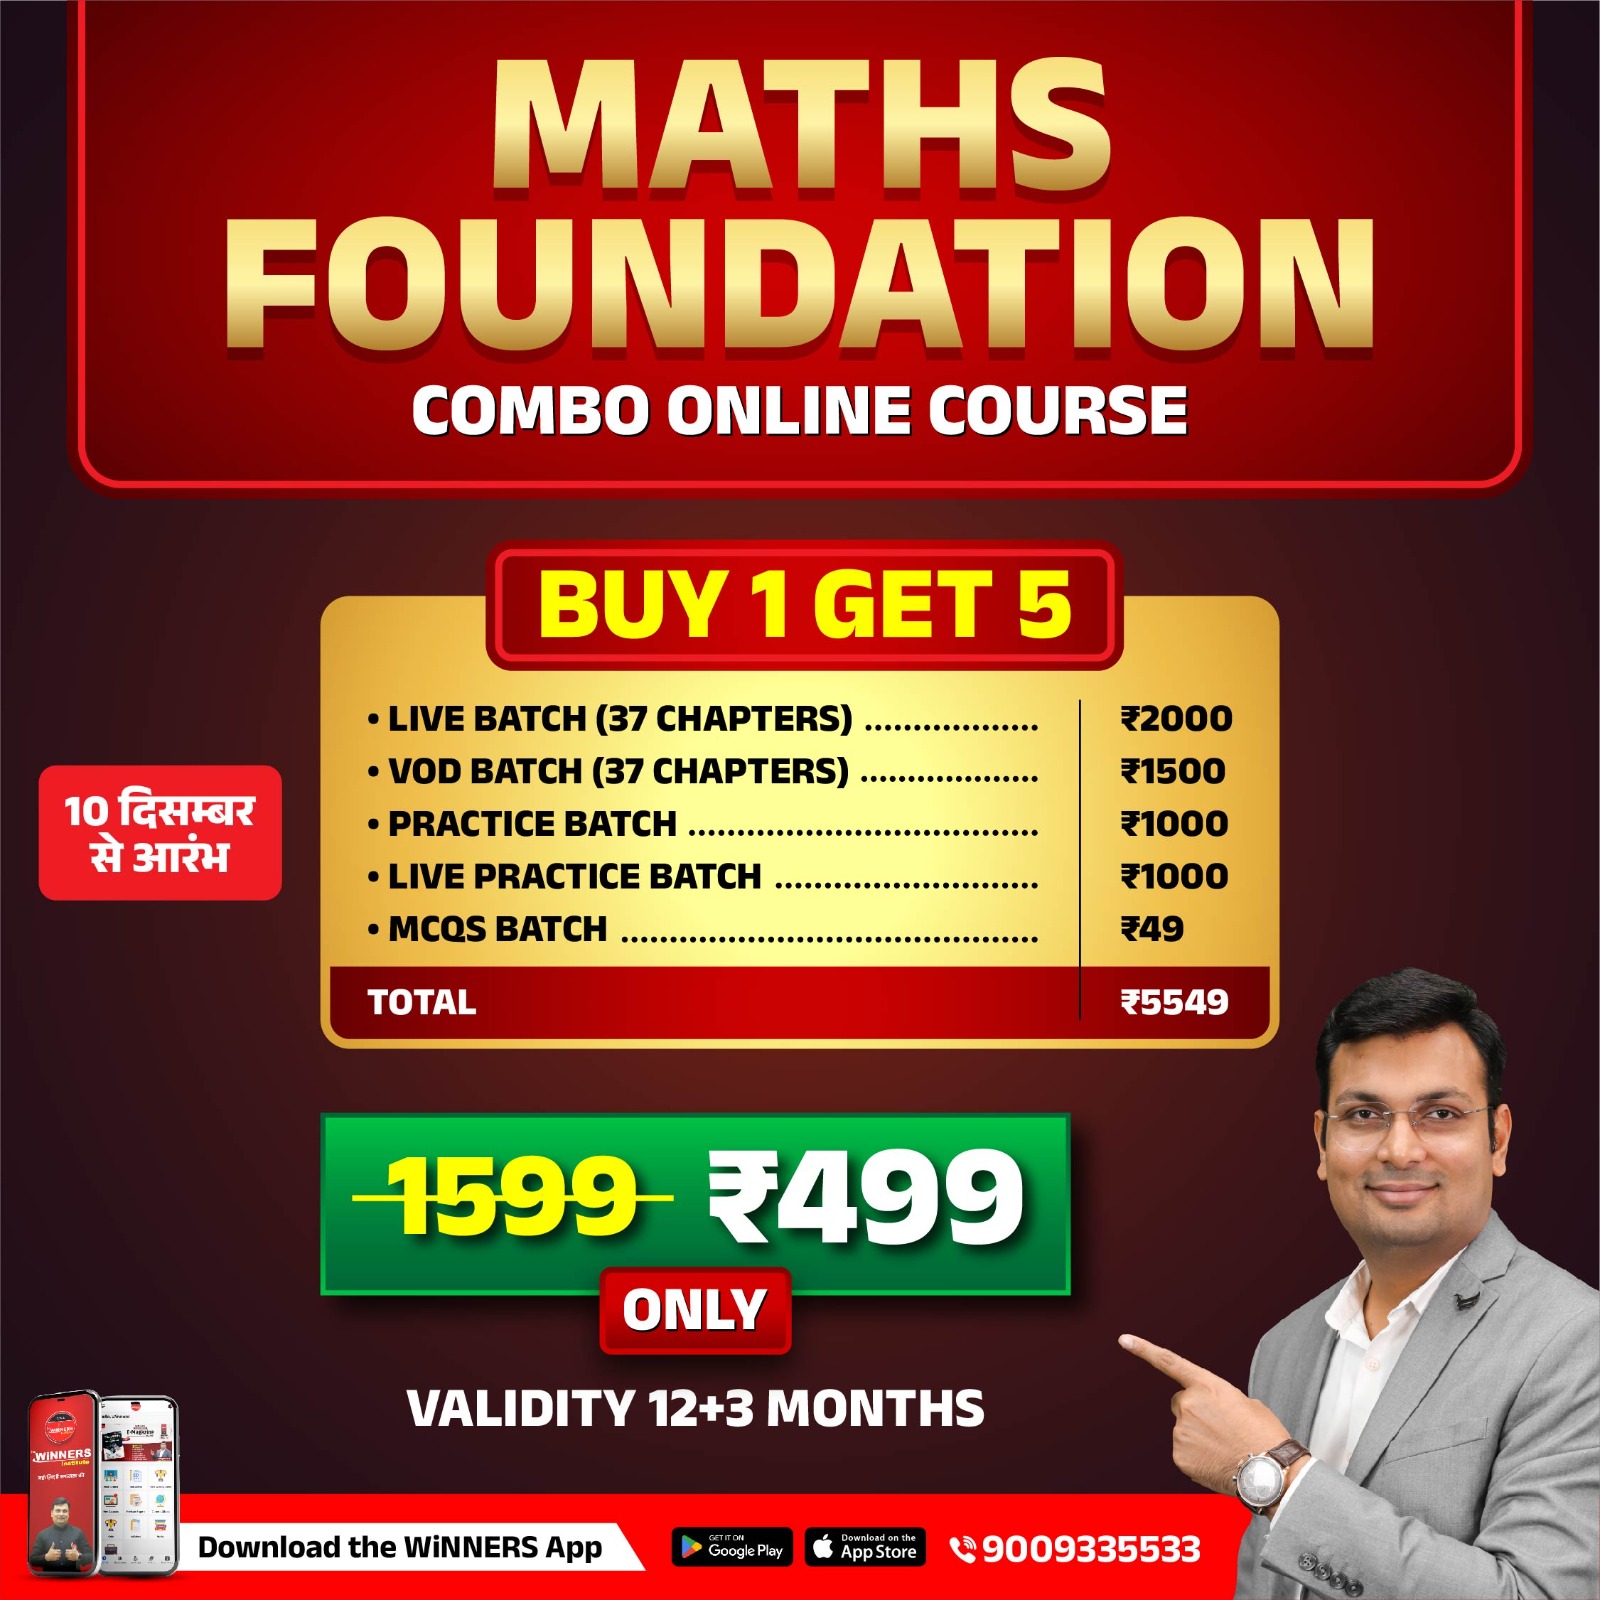 MATHS
FOUNDATION
COMBO ONLINE COURSE
BUY 1 GET 5
• LIVE BATCH (37 CHAPTERS) ................. ₹2000
• VOD BATCH (37 CHAPTERS) .................. ₹1500
• PRACTICE BATCH ................................... ₹1000
• LIVE PRACTICE BATCH .......................... ₹1000
• MCQS BATCH .......................................... ₹49
TOTAL ₹5549
10 दिसम्बर
से आरंभ
1599 ₹499
ONLY
VALIDITY 12+3 MONTHS
WiNNERS
institute
E-Magazine
Download the WiNNERS App
GET IT ON
Google Play
Download on the
App Store
9009335533